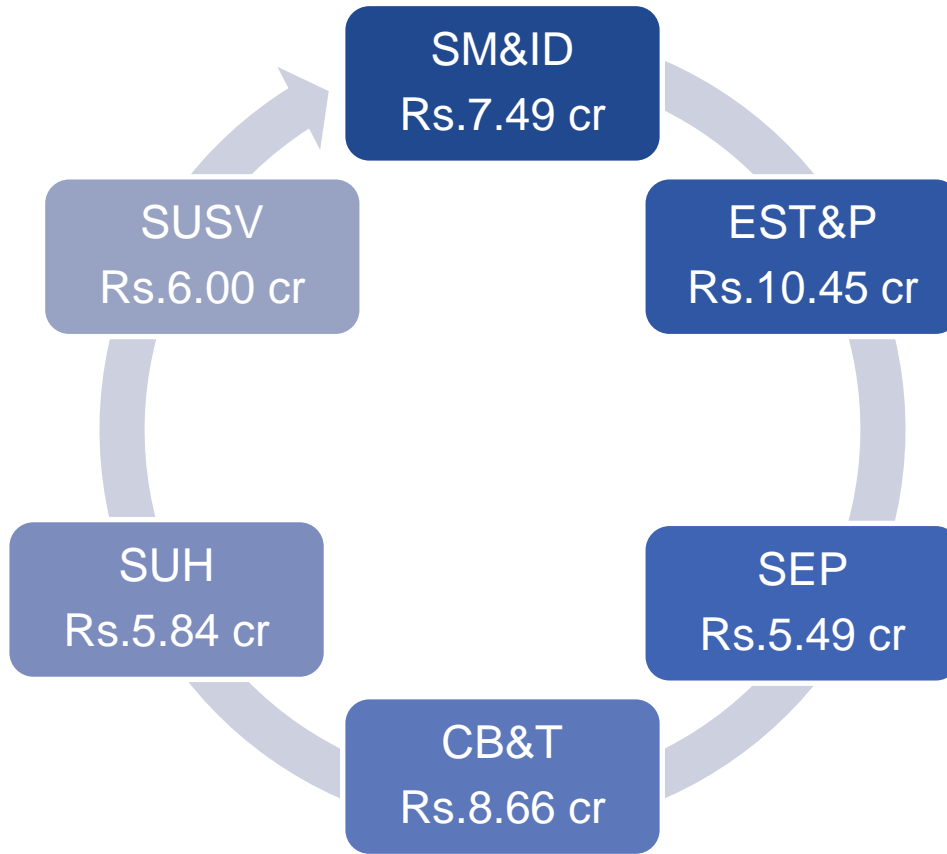 SM&ID
Rs.7.49 cr
EST&P
Rs.10.45 cr
SEP
Rs.5.49 cr
CB&T
Rs.8.66 cr
SUH
Rs.5.84 cr
SUSV
Rs.6.00 cr